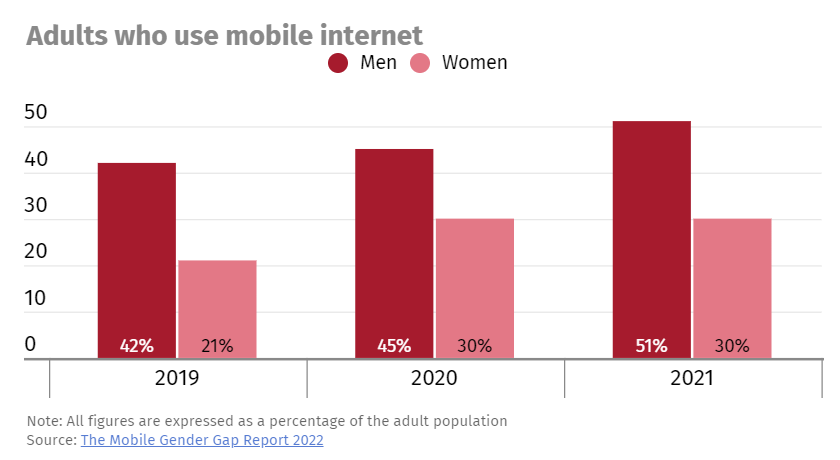 Adults who use mobile internet
Men Women
50
40
30
20
10
0
42% 21% 45% 30% 51% 30%
2019 2020 2021
Note: All figures are expressed as a percentage of the adult population
Source: The Mobile Gender Gap Report 2022